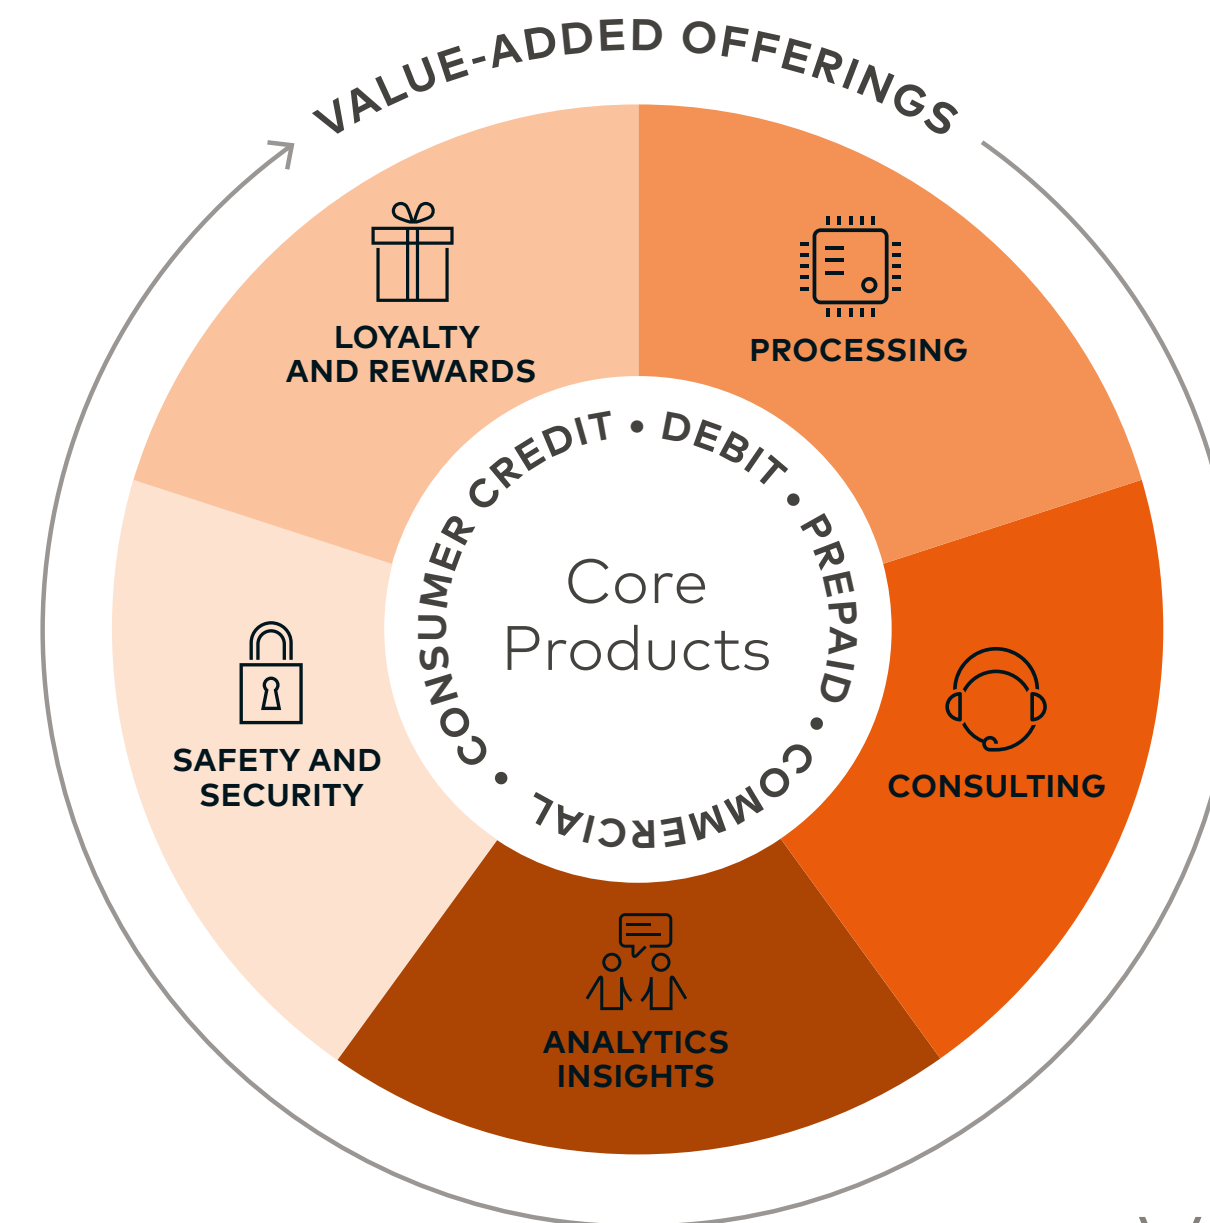 VALUE-ADDED OFFERINGS
LOYALTY
AND REWARDS
PROCESSING
CONSUMER CREDIT • DEBIT • PREPAID • COMMERCIAL •
Core
Products
SAFETY AND
SECURITY
CONSULTING
ANALYTICS
INSIGHTS